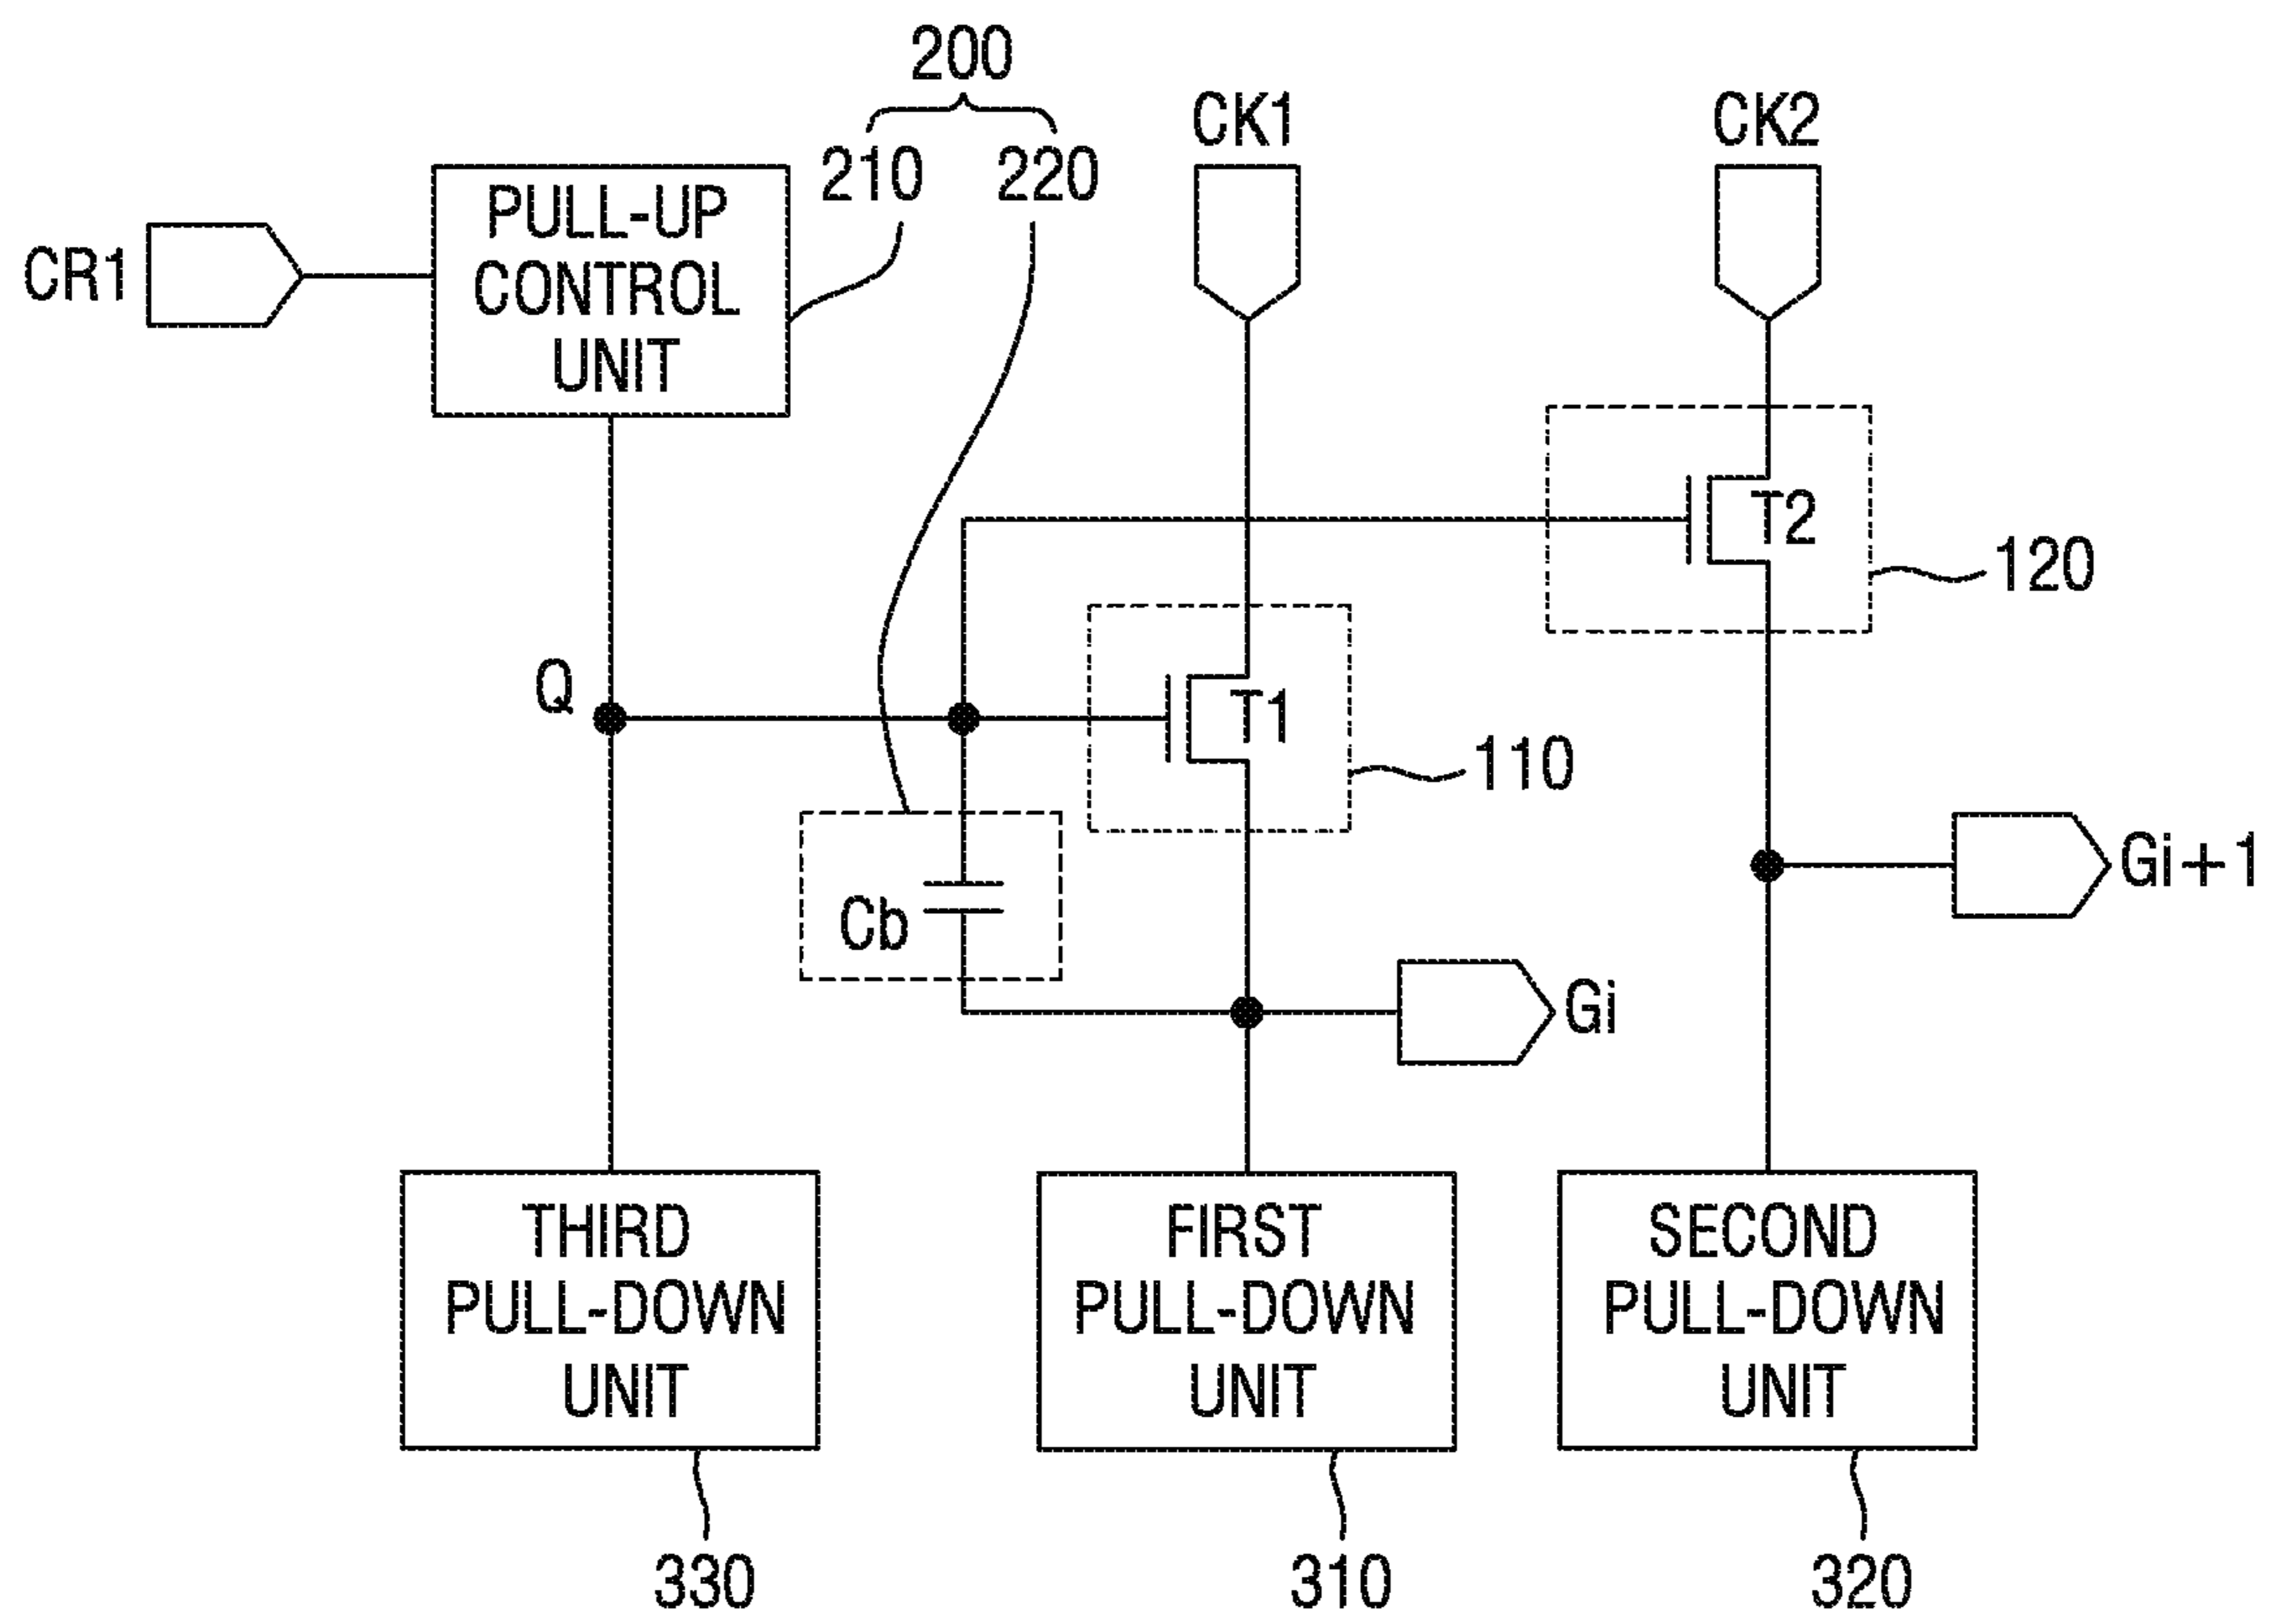 200
210
220
CK1
CK2
CR1
PULL-UP
CONTROL
UNIT
T2
120
Q
T1
110
Cb
Gi+1
Gi
THIRD
PULL-DOWN
UNIT
FIRST
PULL-DOWN
UNIT
SECOND
PULL-DOWN
UNIT
330
310
320